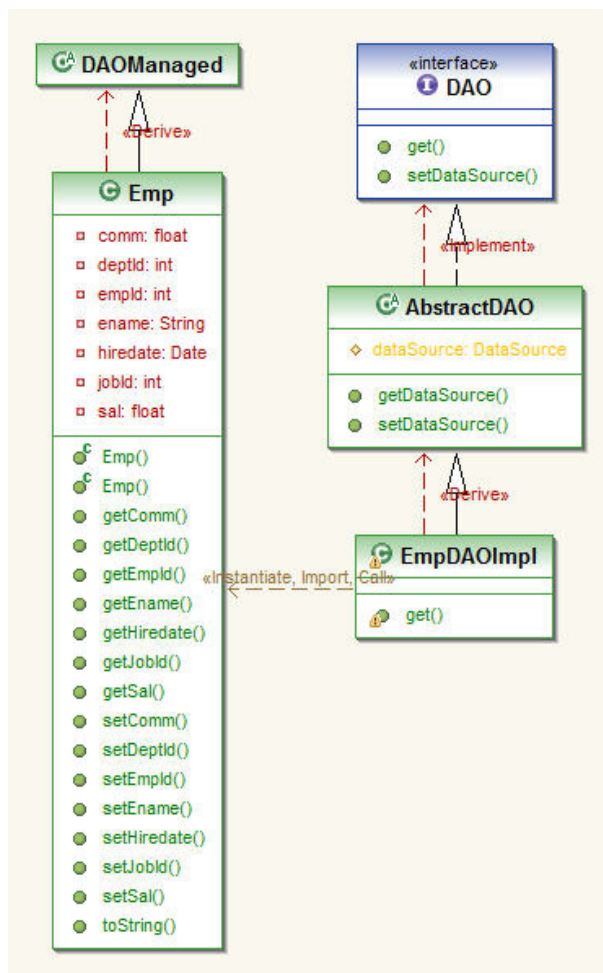 DAOManaged
«Derive»
Emp
comm: float
deptId: int
empId: int
ename: String
hiredate: Date
jobId: int
sal: float
Emp()
Emp()
getComm()
getDeptId()
getEmpId()
getEname()
getHiredate()
getJobId()
getSal()
setComm()
setDeptId()
setEmpId()
setEname()
setHiredate()
setJobId()
setSal()
toString()
«interface»
DAO
get()
setDataSource()
«Implement»
AbstractDAO
dataSource: DataSource
getDataSource()
setDataSource()
«Derive»
EmpDAOImpl
get()
«Instantiate, Import, Call»